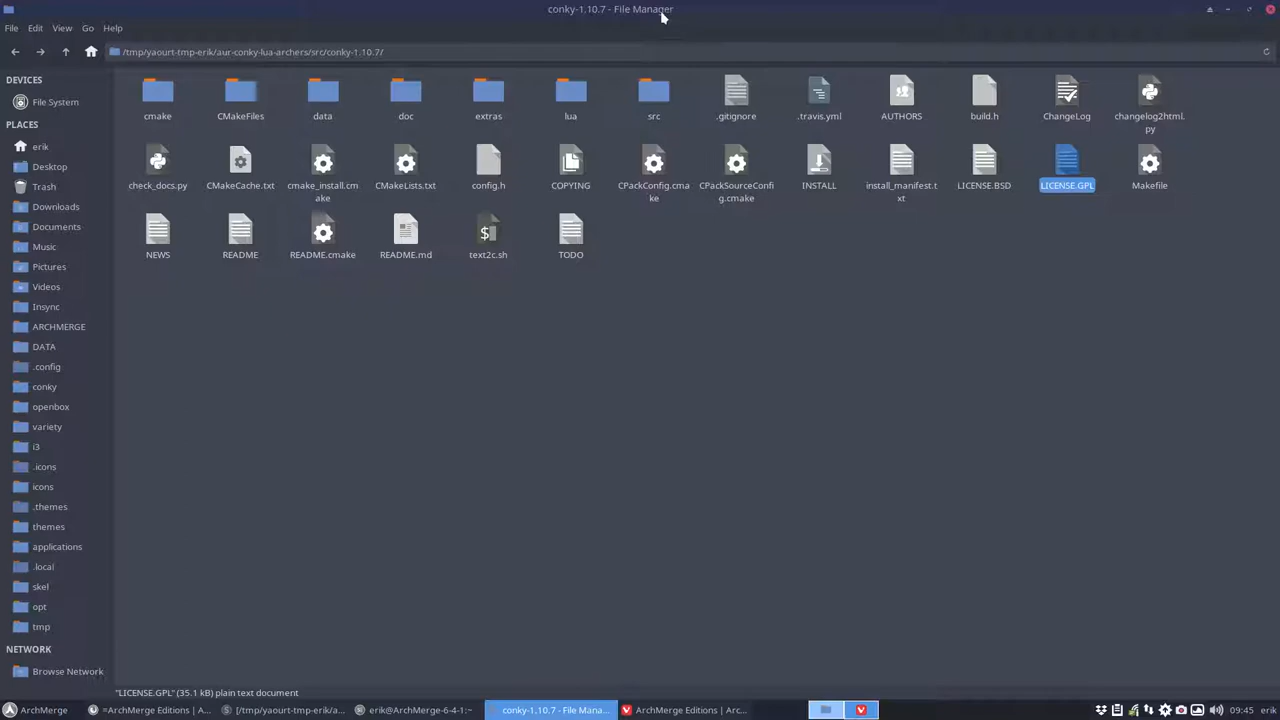 conky-1.10.7 - File Manager
File Edit View Go Help
/tmp/yaourt-tmp-erik/aur-conky-lua-archers/src/conky-1.10.7/
DEVICES
File System
PLACES
erik
Desktop
Trash
Downloads
Documents
Music
Pictures
Videos
Insync
ARCHMERGE
DATA
.config
conky
openbox
variety
i3
.icons
icons
.themes
themes
applications
.local
skel
opt
tmp
NETWORK
Browse Network
cmake CMakeFiles data doc extras lua src .gitignore .travis.yml AUTHORS build.h ChangeLog changelog2html.
py
check_docs.py CMakeCache.txt cmake_install.cm CMakeLists.txt config.h COPYING CPackConfig.cma CPackSourceConfi INSTALL install_manifest.t LICENSE.BSD LICENSE.GPL Makefile
ake ke g.cmake xt
NEWS README README.cmake README.md text2c.sh TODO
"LICENSE.GPL" (35.1 kB) plain text document
ArchMerge =ArchMerge Editions | A... [/tmp/yaourt-tmp-erik/a... erik@ArchMerge-6-4-1:~ conky-1.10.7 - File Mana... ArchMerge Editions | Arc... 09:45 erik